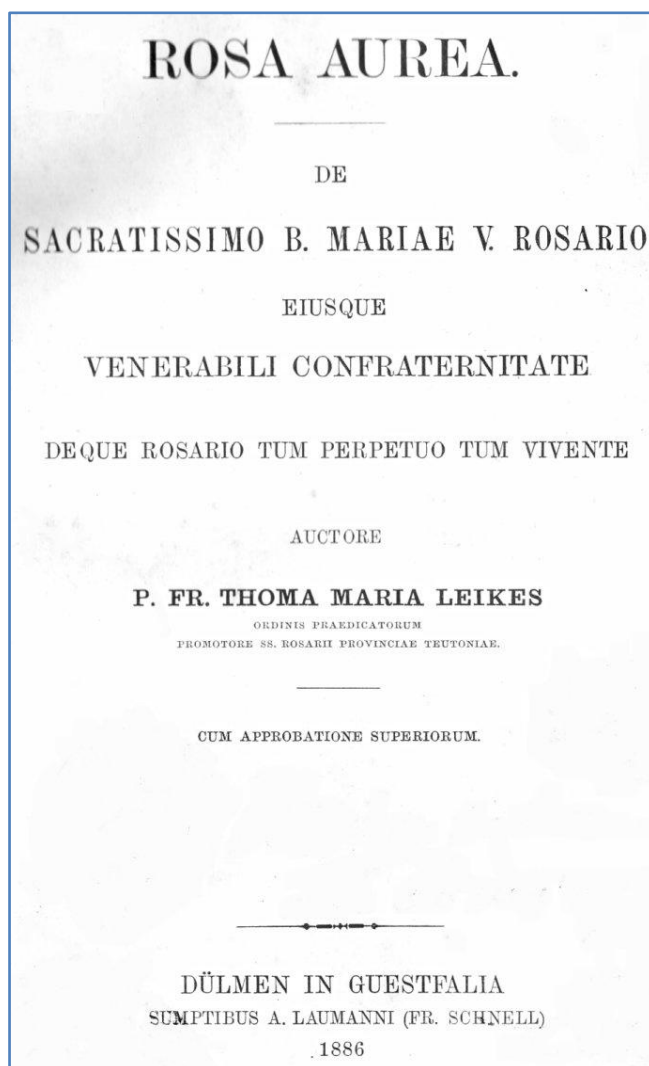 ROSA AUREA.
DE
SACRATISSIMO B. MARIAE V. ROSARIO
EIUSQUE
VENERABILI CONFRATERNITATE
DEQUE ROSARIO TUM PERPETUO TUM VIVENTE
AUCTORE
P. FR. THOMA MARIA LEIKES
ORDINIS PRAEDICATORUM
PROMOTORE SS. ROSARII PROVINCIAE TEUTONIAE.
CUM APPROBATIONE SUPERIORUM.
DÜLMEN IN GUESTFALIA
SUMPTIBUS A. LAUMANNI (FR. SCHNELL)
1886